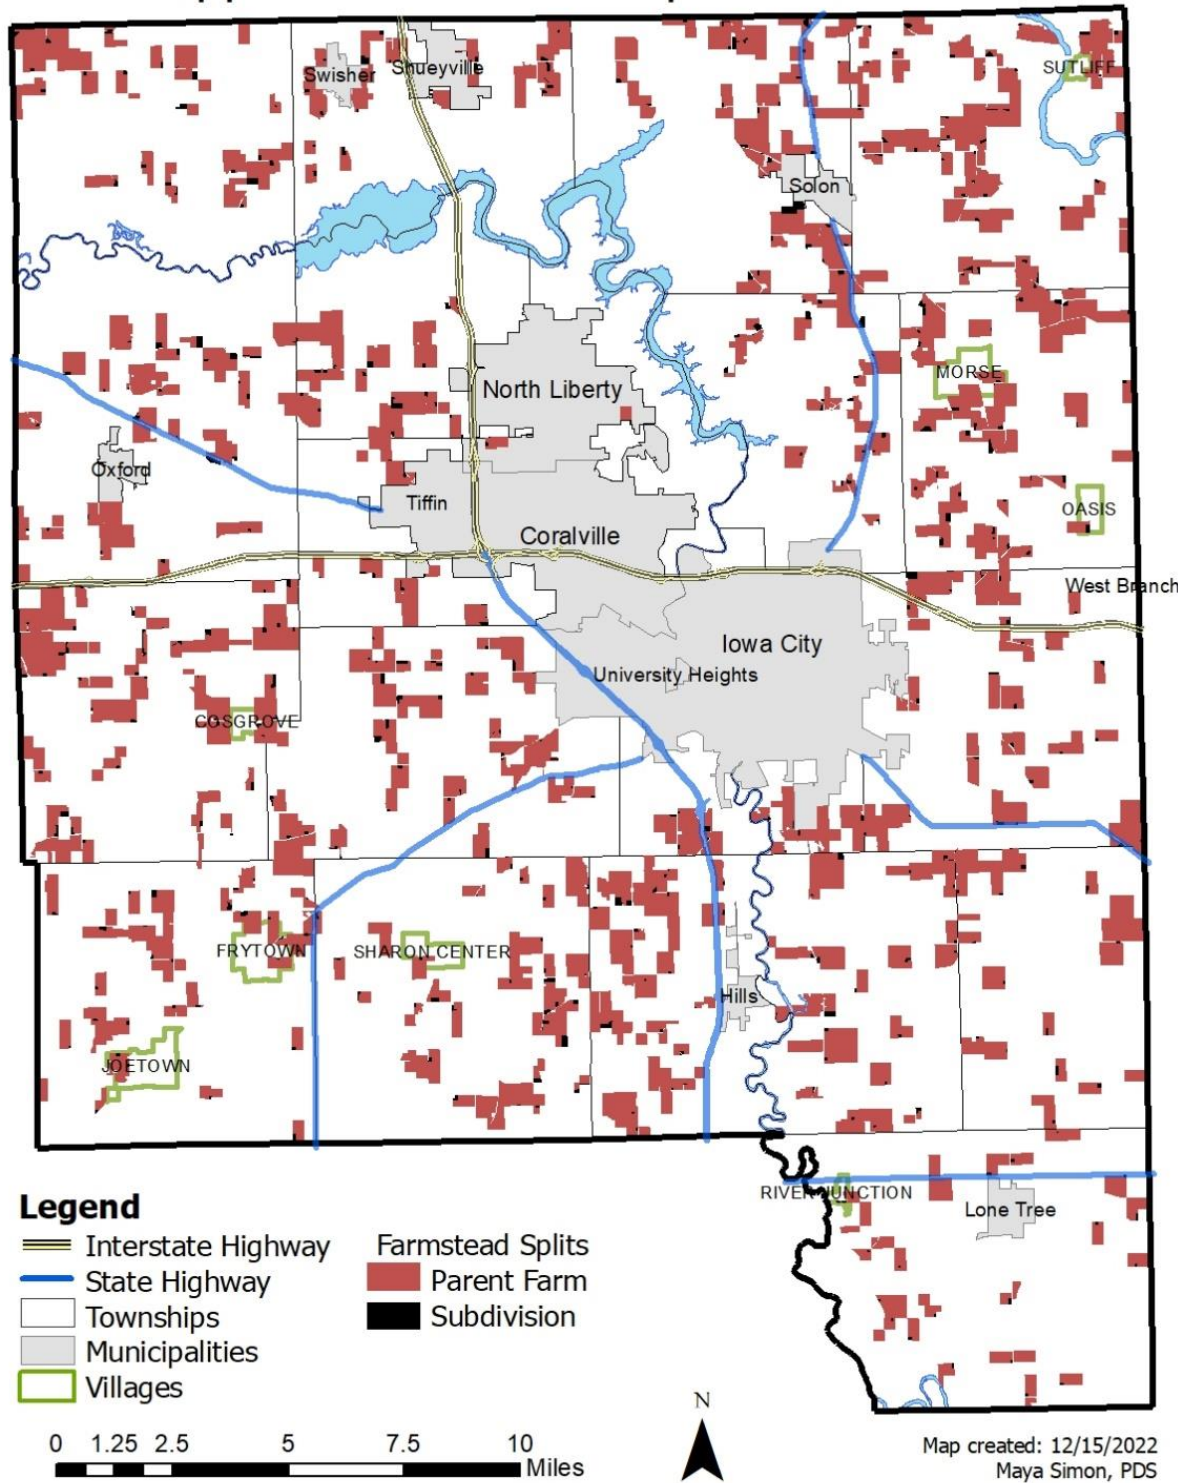 Swisher
Shueyville
SUTLIFF
Solon
MORSE
North Liberty
Oxford
Tiffin
OASIS
Coralville
West Branch
Iowa City
University Heights
COSGROVE
FRYTOWN
SHARON CENTER
Hills
JOETOWN
RIVER JUNCTION
Lone Tree
Legend
Interstate Highway
State Highway
Townships
Municipalities
Villages
Farmstead Splits
Parent Farm
Subdivision
0 1.25 2.5 5 7.5 10
Miles
N
Map created: 12/15/2022
Maya Simon, PDS